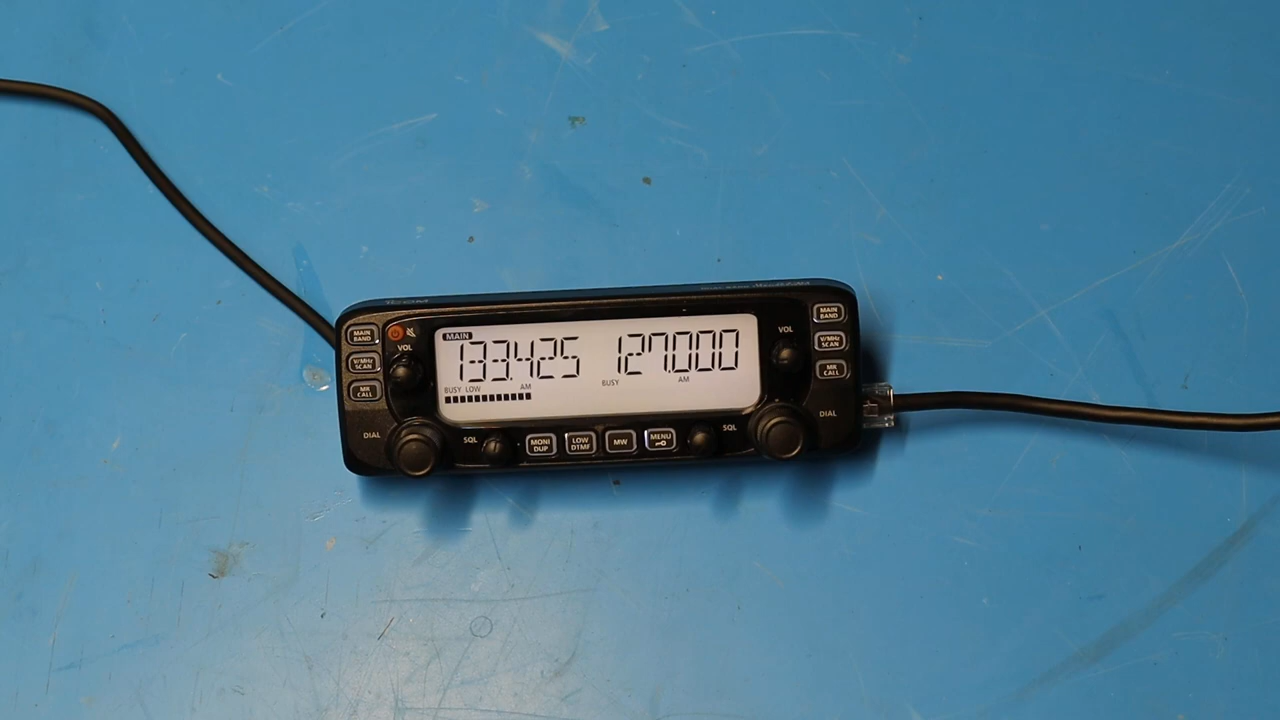 ICOM
MAIN
BAND
V/MHz
SCAN
MR
CALL
VOL
MAIN
133.425
BUSY LOW AM
127.000
BUSY AM
VOL
MAIN
BAND
V/MHz
SCAN
MR
CALL
DIAL
SQL
MONI
DUP
LOW
DTMF
MW
MENU
SQL
DIAL